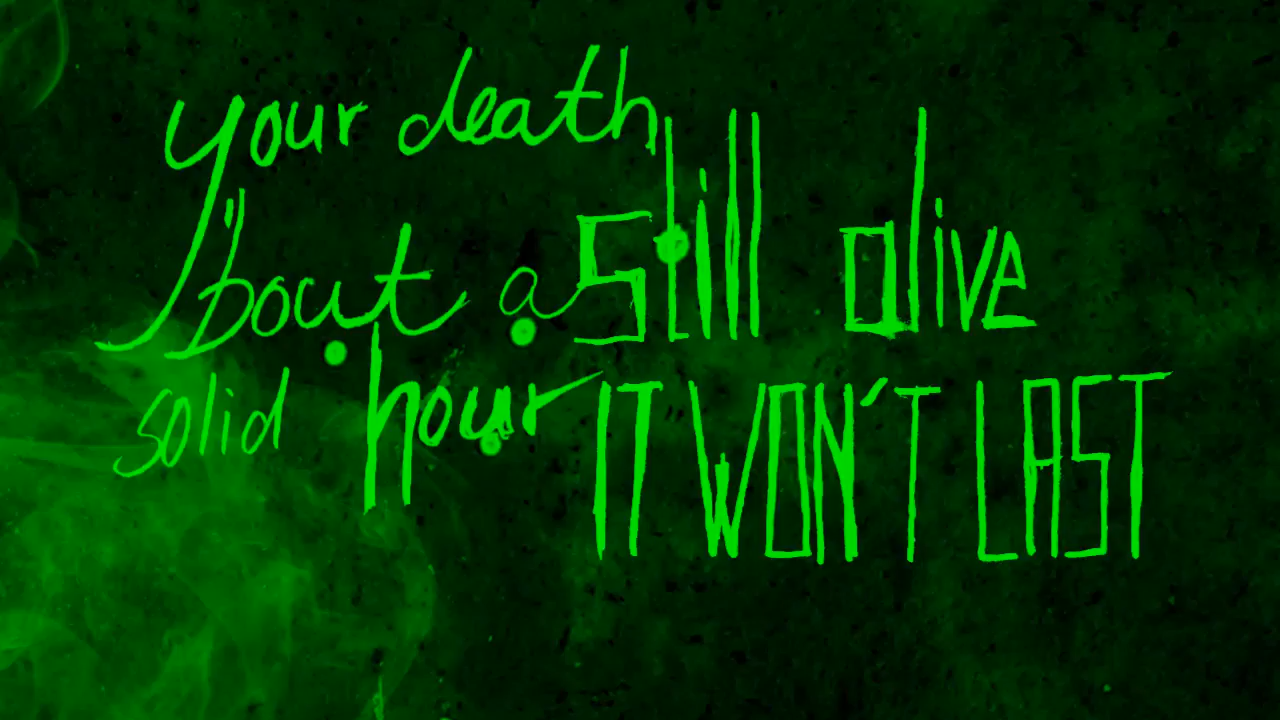 your death
'bout a
solid hour
still alive
IT WON'T LAST